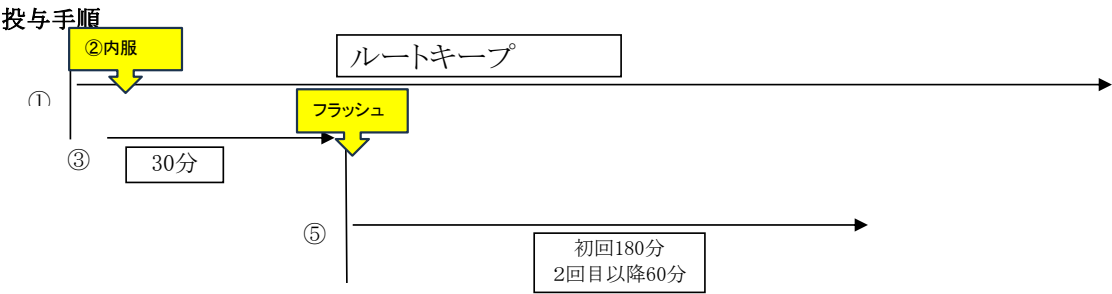 投与手順
②内服
ルートキープ
①
フラッシュ
③
30分
⑤
初回180分
2回目以降60分